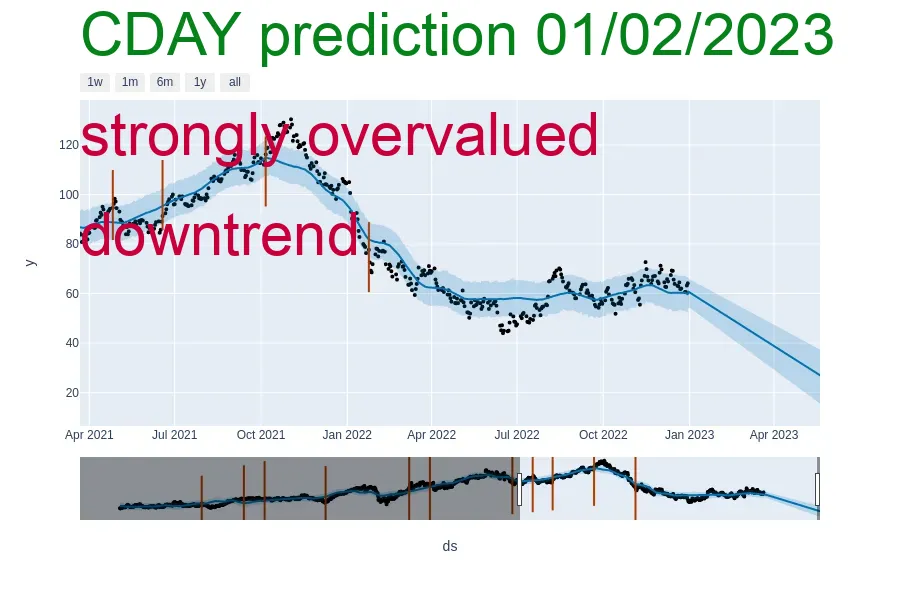 CDAY prediction 01/02/2023
1w 1m 6m 1y all
strongly overvalued
downtrend
120
100
80
60
40
20
y
Apr 2021 Jul 2021 Oct 2021 Jan 2022 Apr 2022 Jul 2022 Oct 2022 Jan 2023 Apr 2023
ds